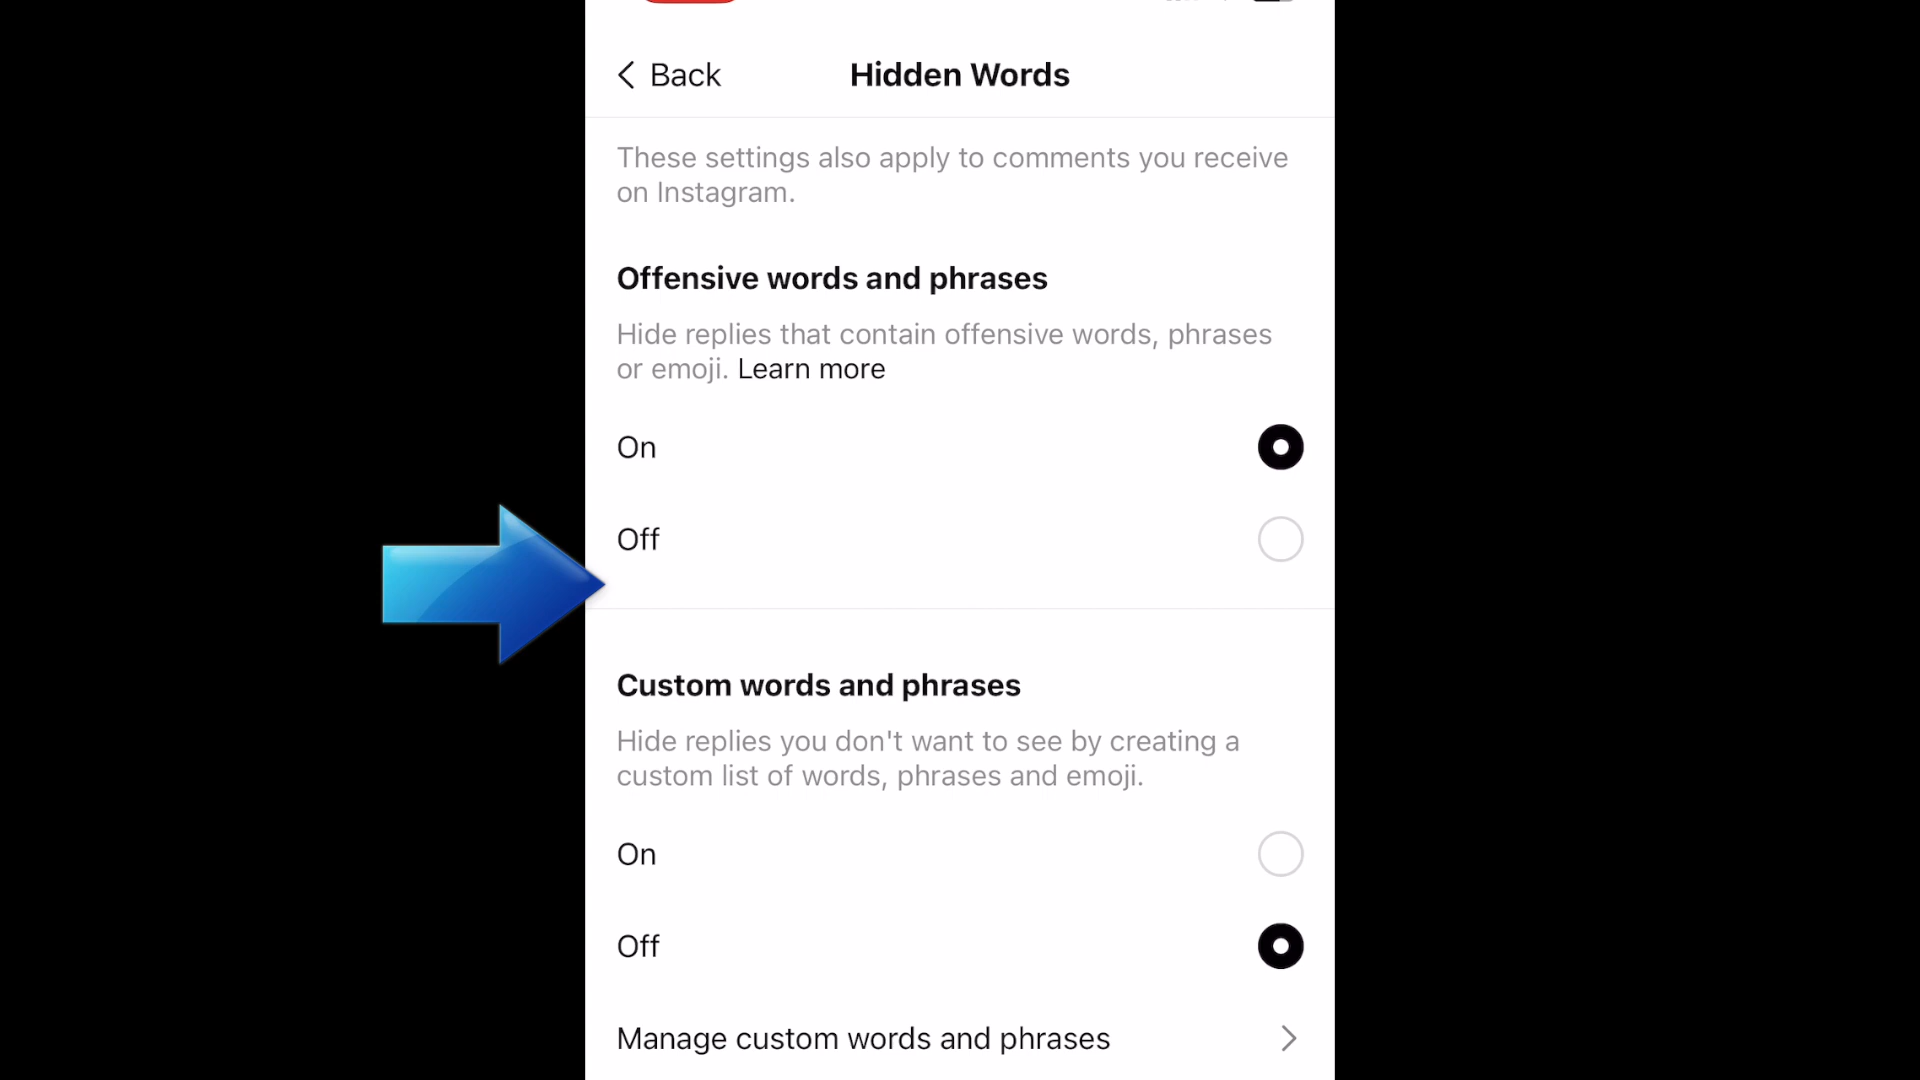 Back
Hidden Words
These settings also apply to comments you receive
on Instagram.
Offensive words and phrases
Hide replies that contain offensive words, phrases
or emoji. Learn more
On
Off
Custom words and phrases
Hide replies you don't want to see by creating a
custom list of words, phrases and emoji.
On
Off
Manage custom words and phrases